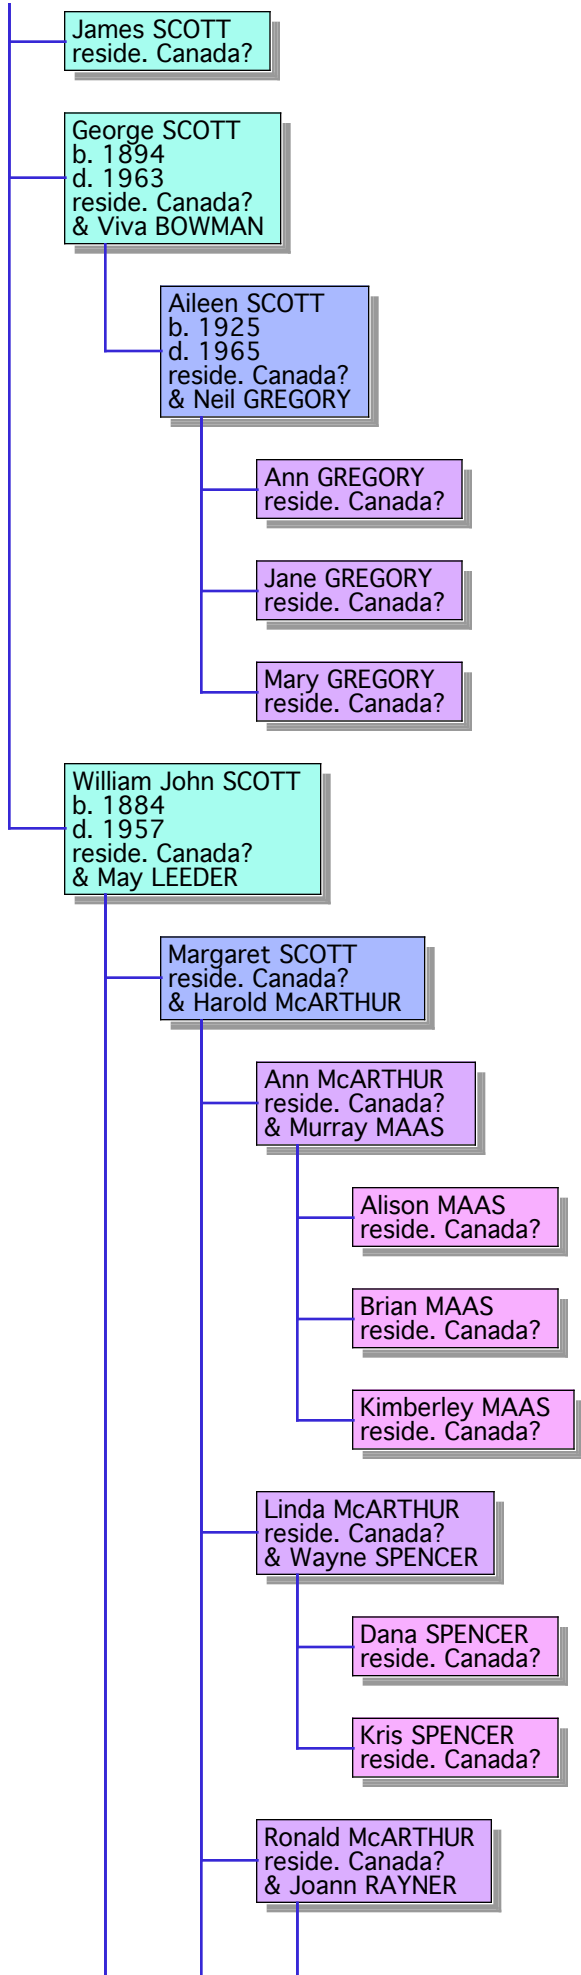 James SCOTT
reside. Canada?
George SCOTT
b. 1894
d. 1963
reside. Canada?
& Viva BOWMAN
Aileen SCOTT
b. 1925
d. 1965
reside. Canada?
& Neil GREGORY
Ann GREGORY
reside. Canada?
Jane GREGORY
reside. Canada?
Mary GREGORY
reside. Canada?
William John SCOTT
b. 1884
d. 1957
reside. Canada?
& May LEEDER
Margaret SCOTT
reside. Canada?
& Harold McARTHUR
Ann McARTHUR
reside. Canada?
& Murray MAAS
Alison MAAS
reside. Canada?
Brian MAAS
reside. Canada?
Kimberley MAAS
reside. Canada?
Linda McARTHUR
reside. Canada?
& Wayne SPENCER
Dana SPENCER
reside. Canada?
Kris SPENCER
reside. Canada?
Ronald McARTHUR
reside. Canada?
& Joann RAYNER